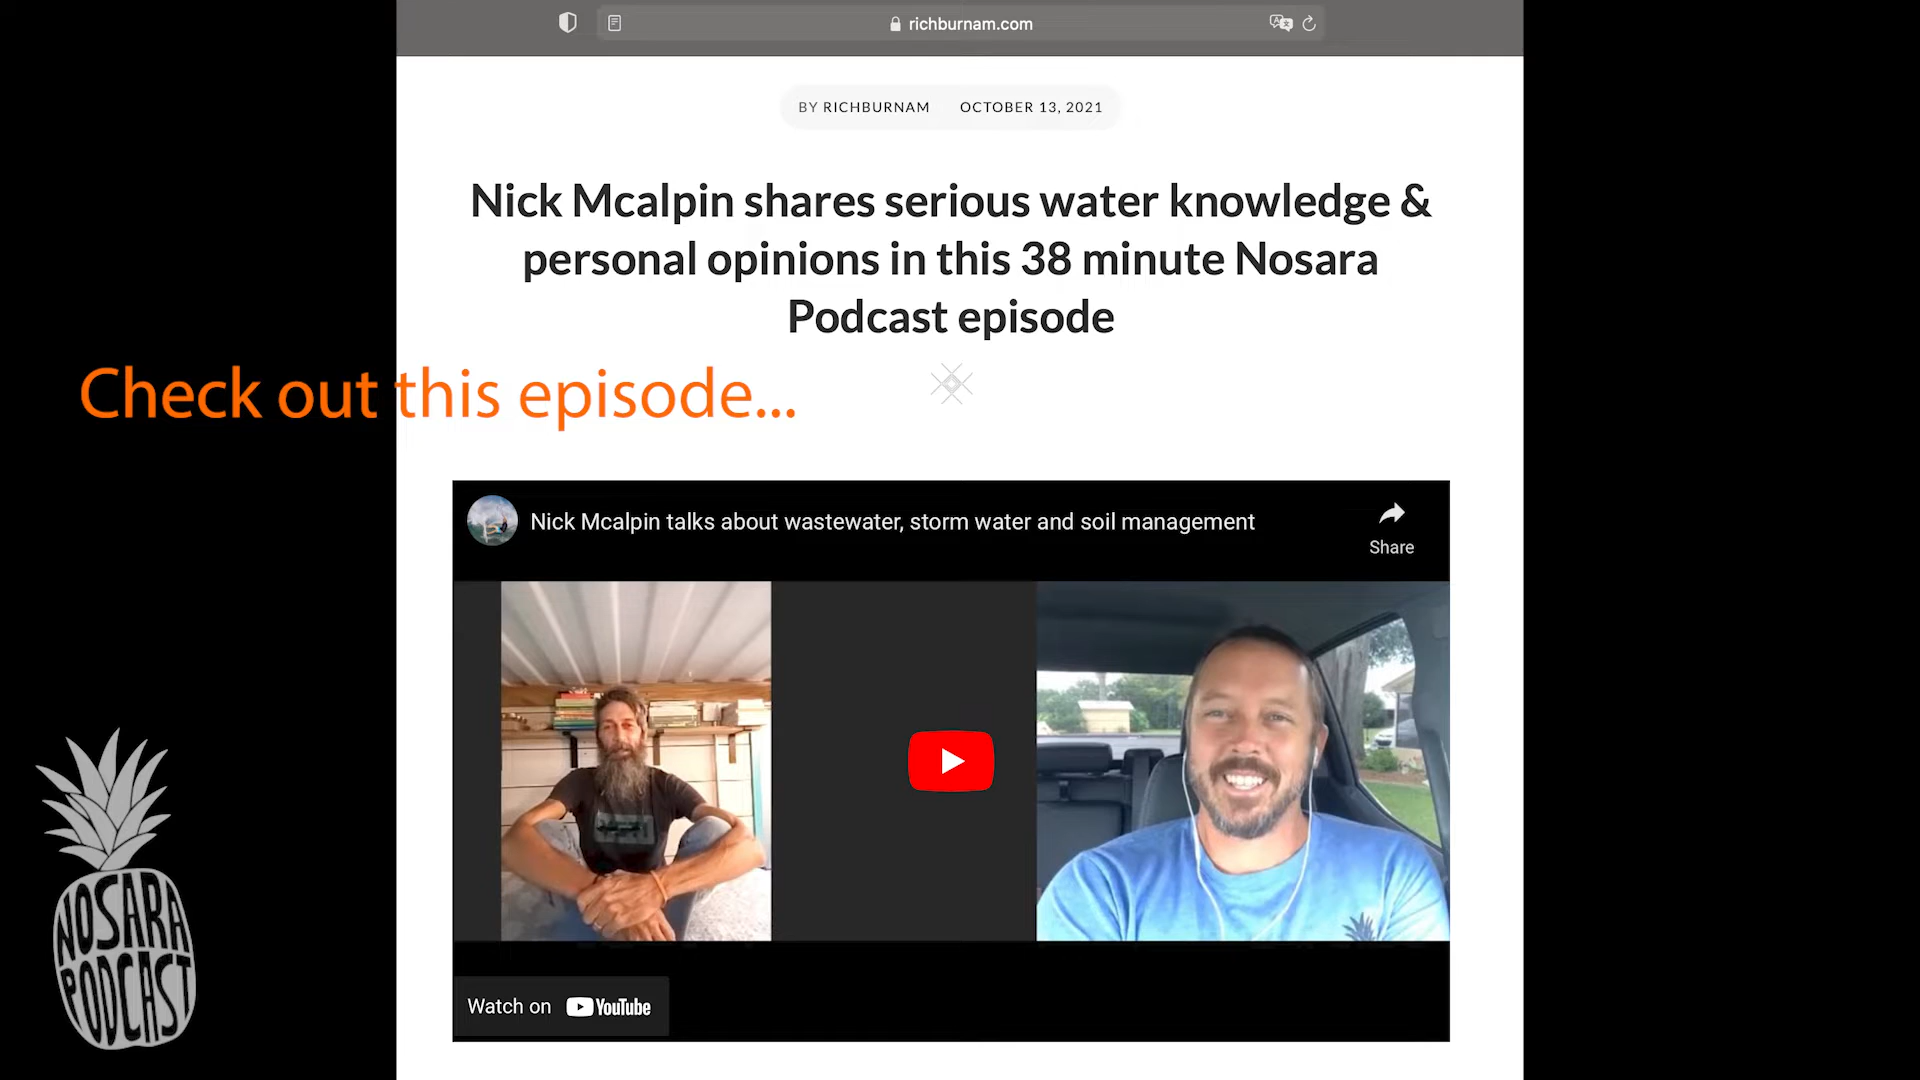 richburnam.com
BY RICHBURNAM OCTOBER 13, 2021
Nick Mcalpin shares serious water knowledge &
personal opinions in this 38 minute Nosara
Podcast episode
Check out this episode...
Nick Mcalpin talks about wastewater, storm water and soil management
Share
NOSARA
PODCAST
Watch on YouTube